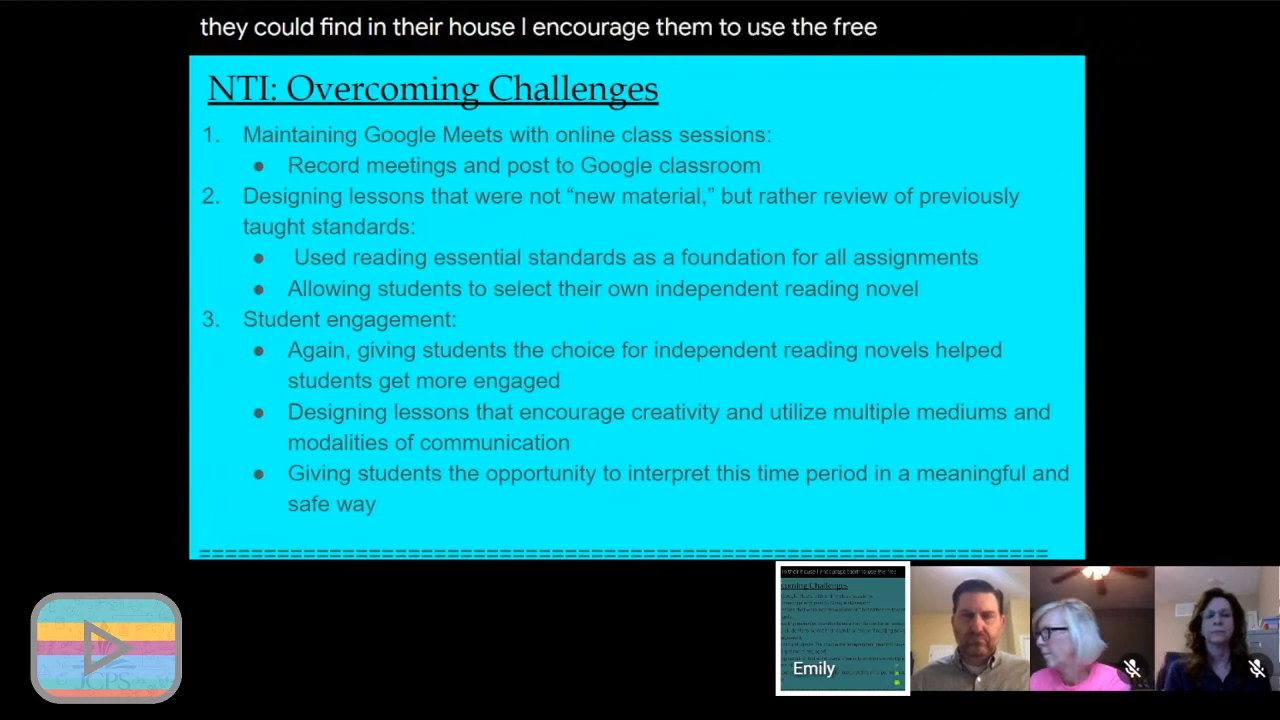 they could find in their house I encourage them to use the free
NTI: Overcoming Challenges
1. Maintaining Google Meets with online class sessions:
● Record meetings and post to Google classroom
2. Designing lessons that were not “new material,” but rather review of previously
taught standards:
● Used reading essential standards as a foundation for all assignments
● Allowing students to select their own independent reading novel
3. Student engagement:
● Again, giving students the choice for independent reading novels helped
students get more engaged
● Designing lessons that encourage creativity and utilize multiple mediums and
modalities of communication
● Giving students the opportunity to interpret this time period in a meaningful and
safe way
Emily
JCPS